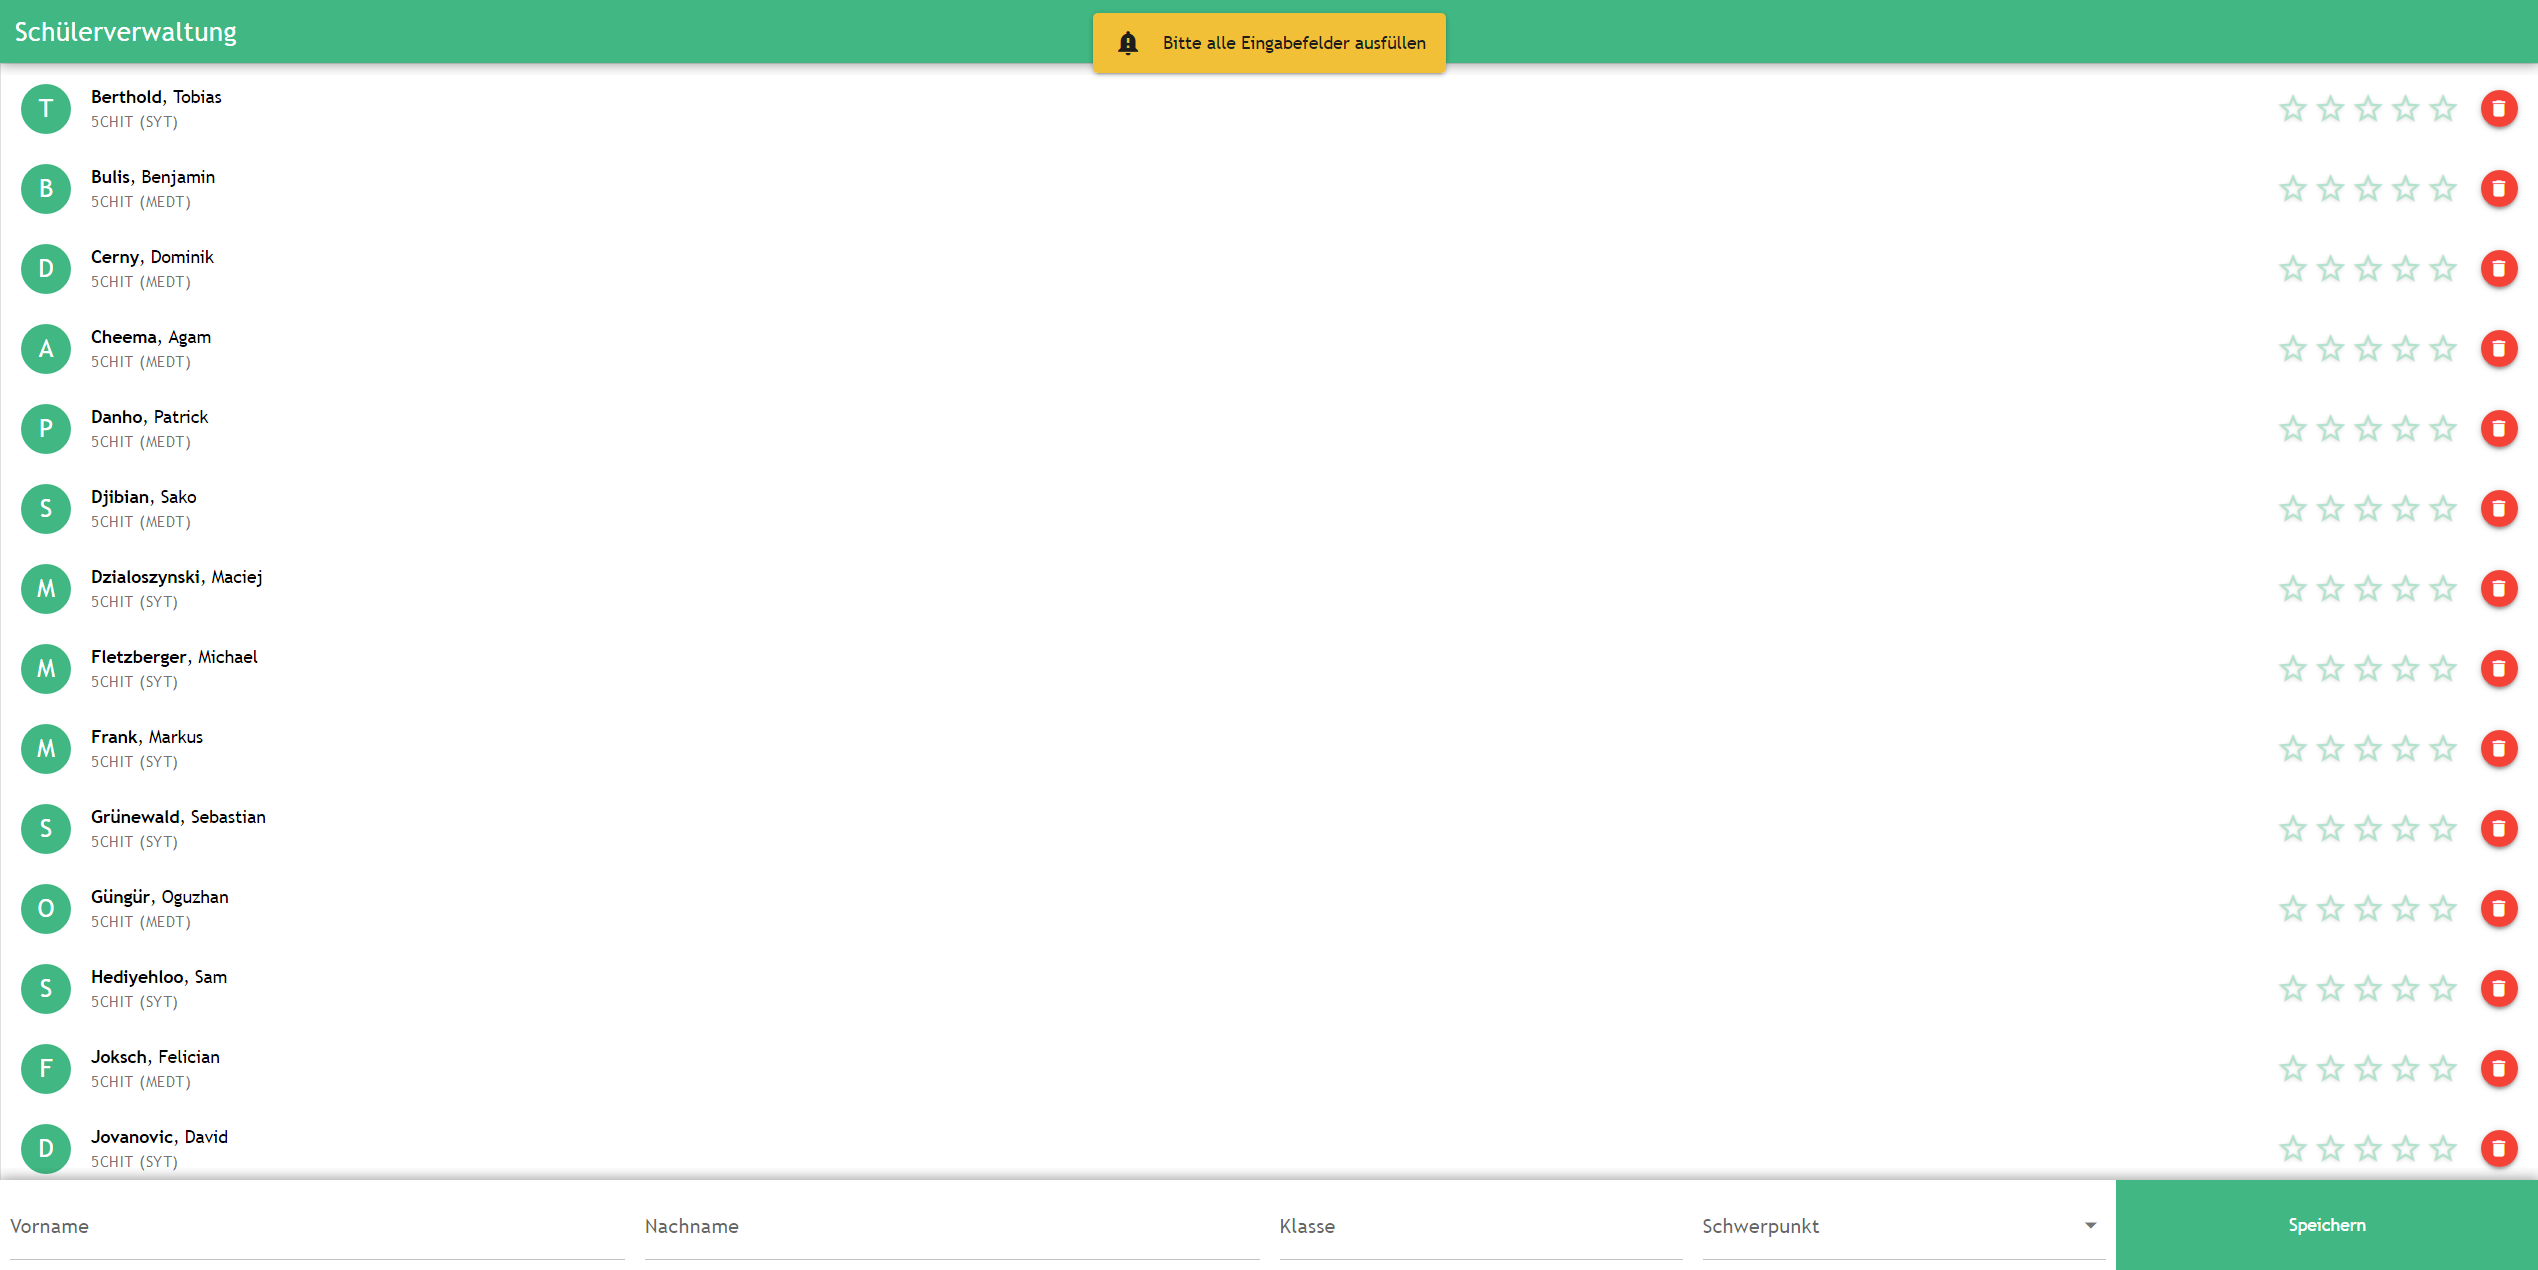 Schülerverwaltung
Bitte alle Eingabefelder ausfüllen
T
Berthold, Tobias
5CHIT (SYT)
B
Bulis, Benjamin
5CHIT (MEDT)
D
Cerny, Dominik
5CHIT (MEDT)
A
Cheema, Agam
5CHIT (MEDT)
P
Danho, Patrick
5CHIT (MEDT)
S
Djibian, Sako
5CHIT (MEDT)
M
Dzialoszynski, Maciej
5CHIT (SYT)
M
Fletzberger, Michael
5CHIT (SYT)
M
Frank, Markus
5CHIT (SYT)
S
Grünewald, Sebastian
5CHIT (SYT)
O
Güngür, Oguzhan
5CHIT (MEDT)
S
Hediyehloo, Sam
5CHIT (SYT)
F
Joksch, Felician
5CHIT (MEDT)
D
Jovanovic, David
5CHIT (SYT)
Vorname
Nachname
Klasse
Schwerpunkt
Speichern